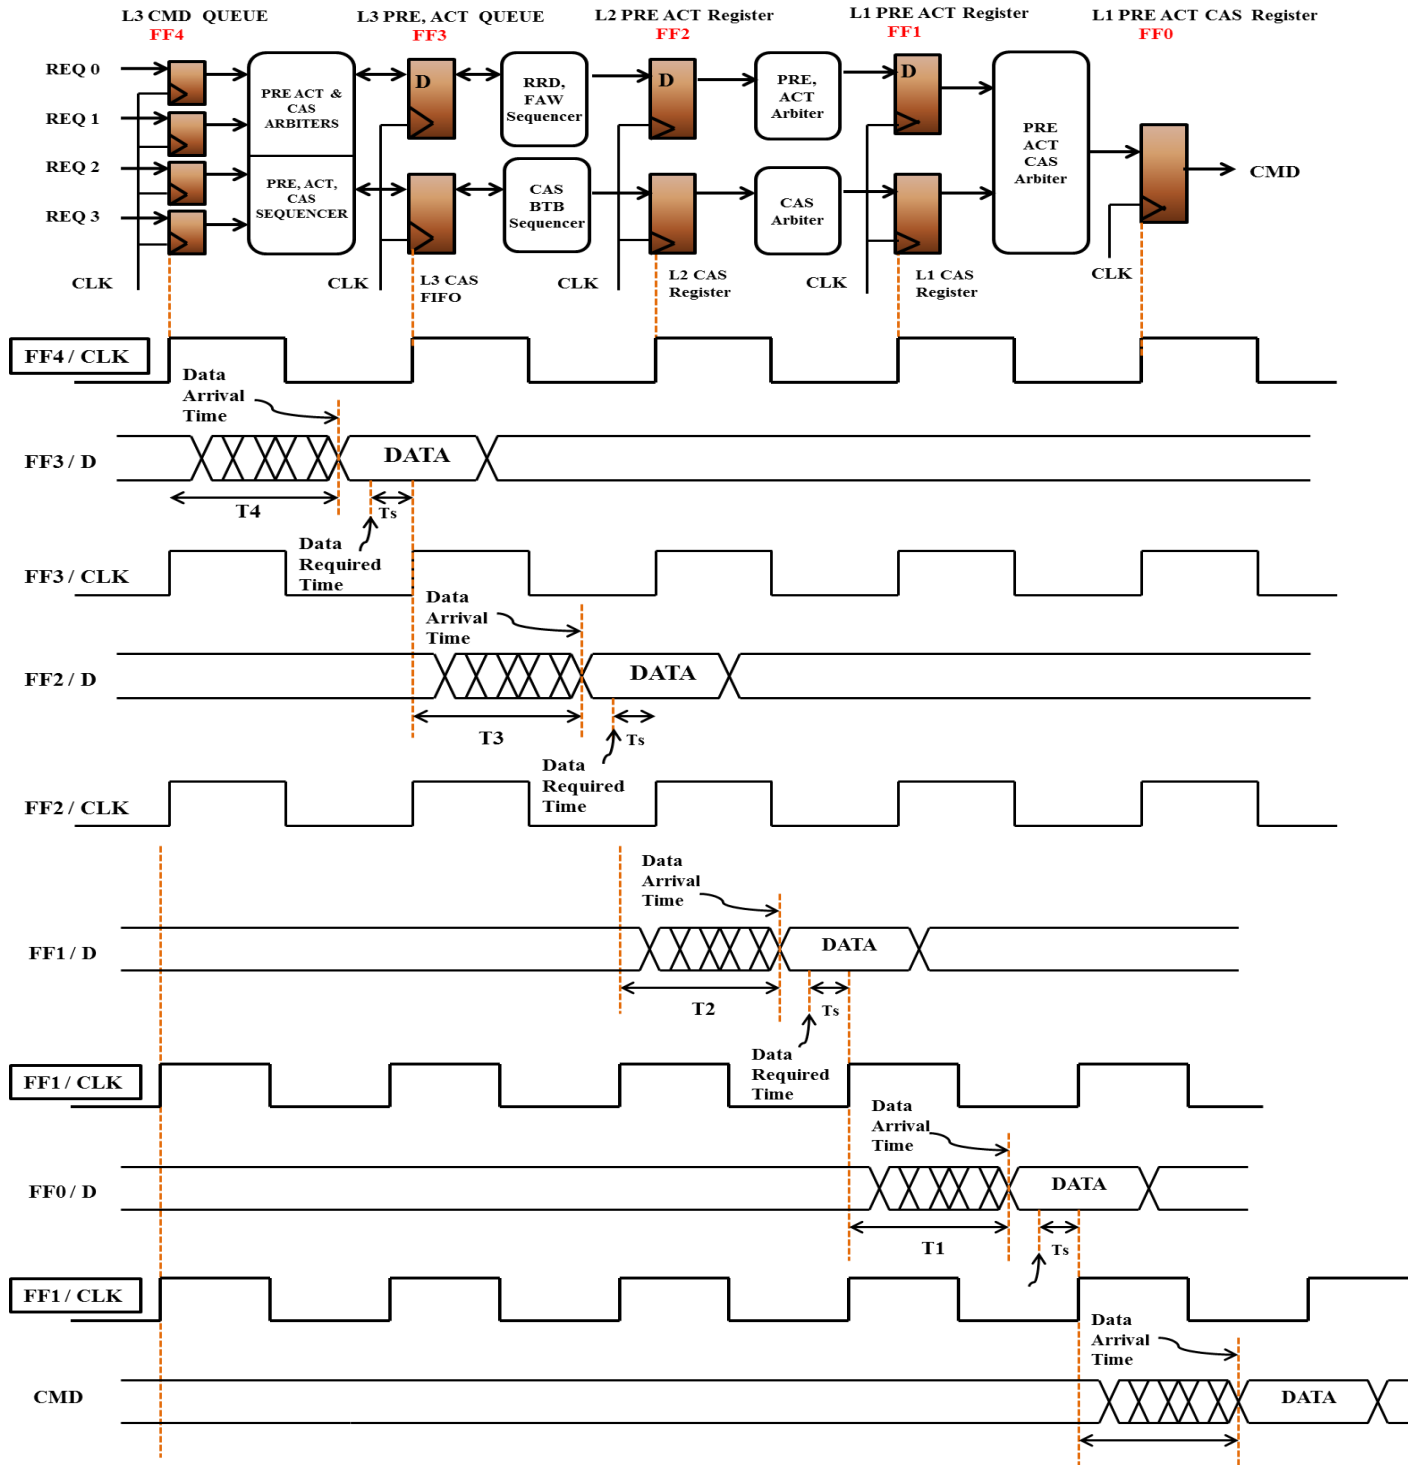 L3 CMD QUEUE
FF4
L3 PRE, ACT QUEUE
FF3
L2 PRE ACT Register
FF2
L1 PRE ACT Register
FF1
L1 PRE ACT CAS Register
FF0
REQ 0
REQ 1
REQ 2
REQ 3
PRE ACT &
CAS
ARBITERS
PRE, ACT,
CAS
SEQUENCER
D
RRD,
FAW
Sequencer
D
PRE,
ACT
Arbiter
D
PRE
ACT
CAS
Arbiter
CMD
CAS
BTB
Sequencer
CAS
Arbiter
CLK
CLK
L3 CAS
FIFO
CLK
L2 CAS
Register
CLK
L1 CAS
Register
CLK
FF4 / CLK
Data
Arrival
Time
FF3 / D
DATA
T4
Ts
Data
Required
Time
FF3 / CLK
Data
Arrival
Time
FF2 / D
DATA
T3
Ts
Data
Required
Time
FF2 / CLK
Data
Arrival
Time
FF1 / D
DATA
T2
Ts
Data
Required
Time
FF1 / CLK
Data
Arrival
Time
FF0 / D
DATA
T1
Ts
FF1 / CLK
Data
Arrival
Time
CMD
DATA